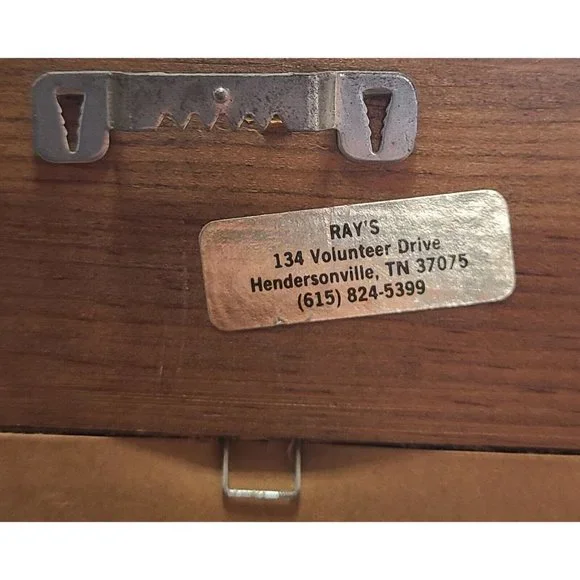 RAY'S
134 Volunteer Drive
Hendersonville, TN 37075
(615) 824-5399